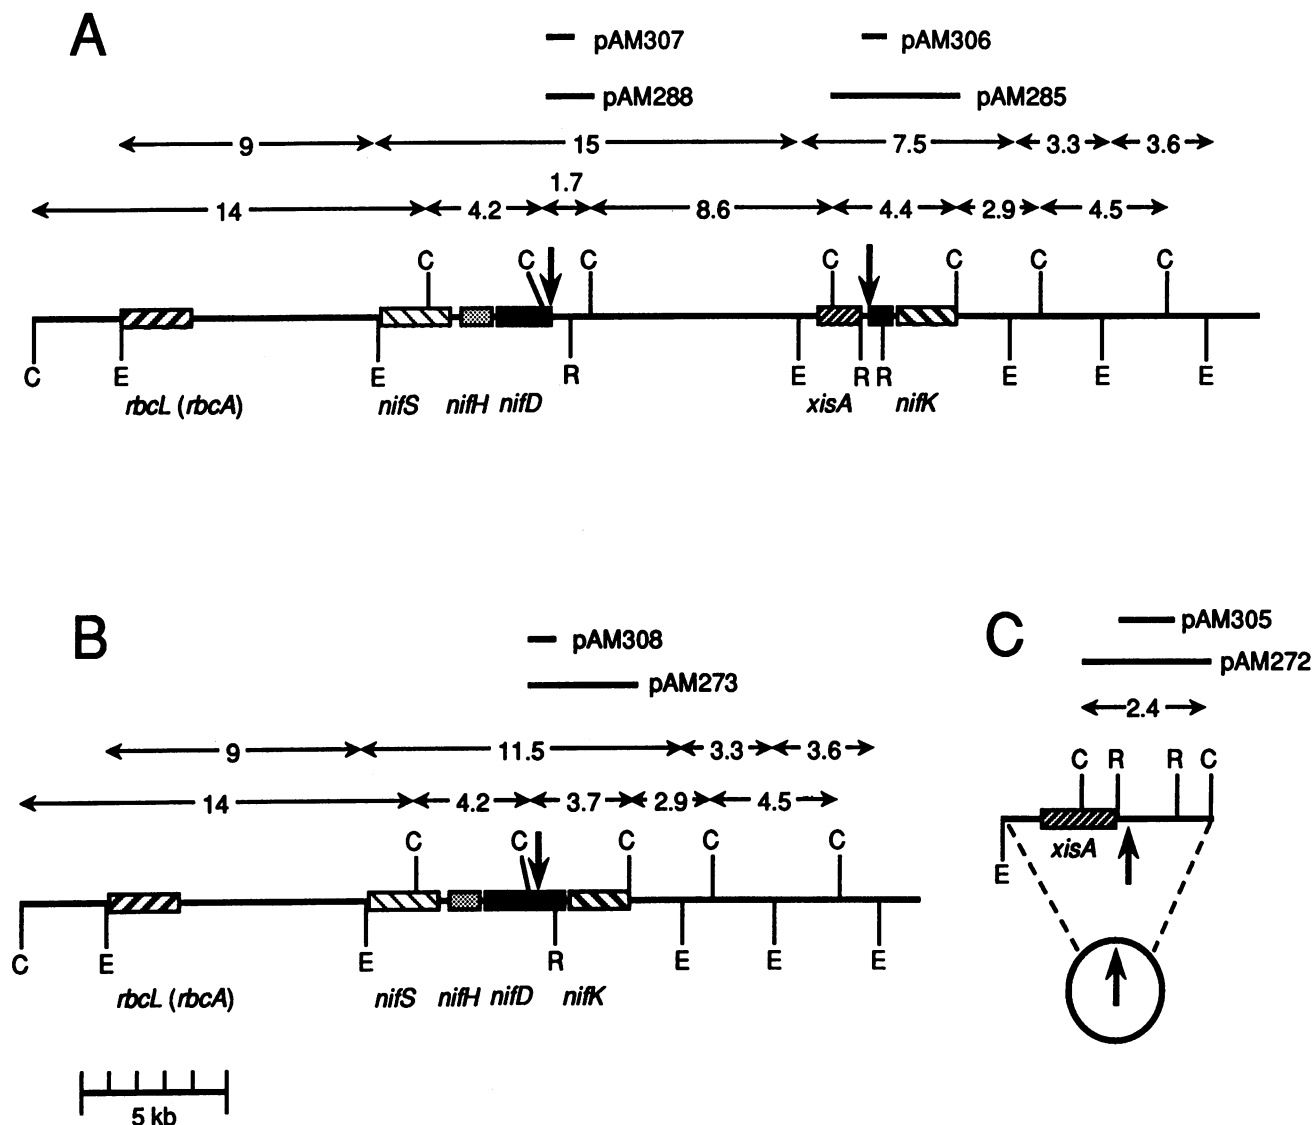 A
pAM307
pAM306
pAM288
pAM285
9
15
7.5
3.3
3.6
1.7
14
4.2
8.6
4.4
2.9
4.5
C
C
C
C
C
C
C
C
E
E
R
E
R
R
E
E
E
rbcL (rbcA)
nifS
nifH
nifD
xisA
nifK
B
pAM308
pAM273
9
11.5
3.3
3.6
14
4.2
3.7
2.9
4.5
C
C
C
C
C
C
E
E
R
E
E
E
rbcL (rbcA)
nifS
nifH
nifD
nifK
5 kb
C
pAM305
pAM272
2.4
C
R
R
C
xisA
E